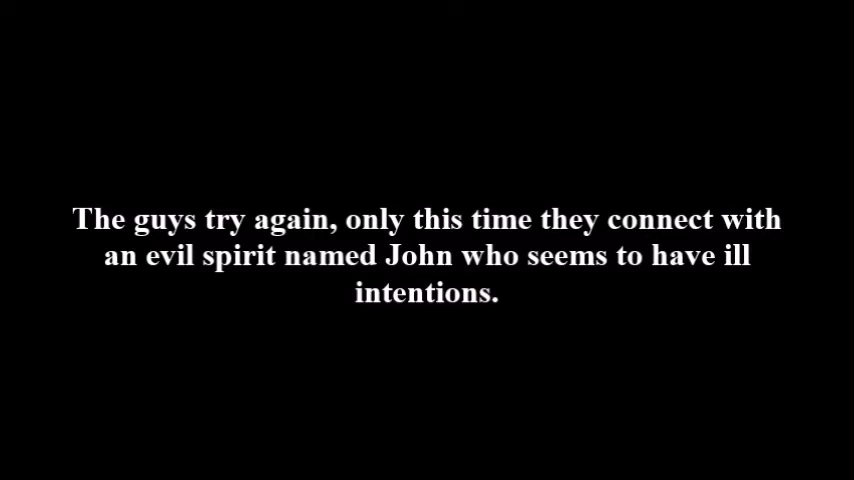 The guys try again, only this time they connect with
an evil spirit named John who seems to have ill
intentions.